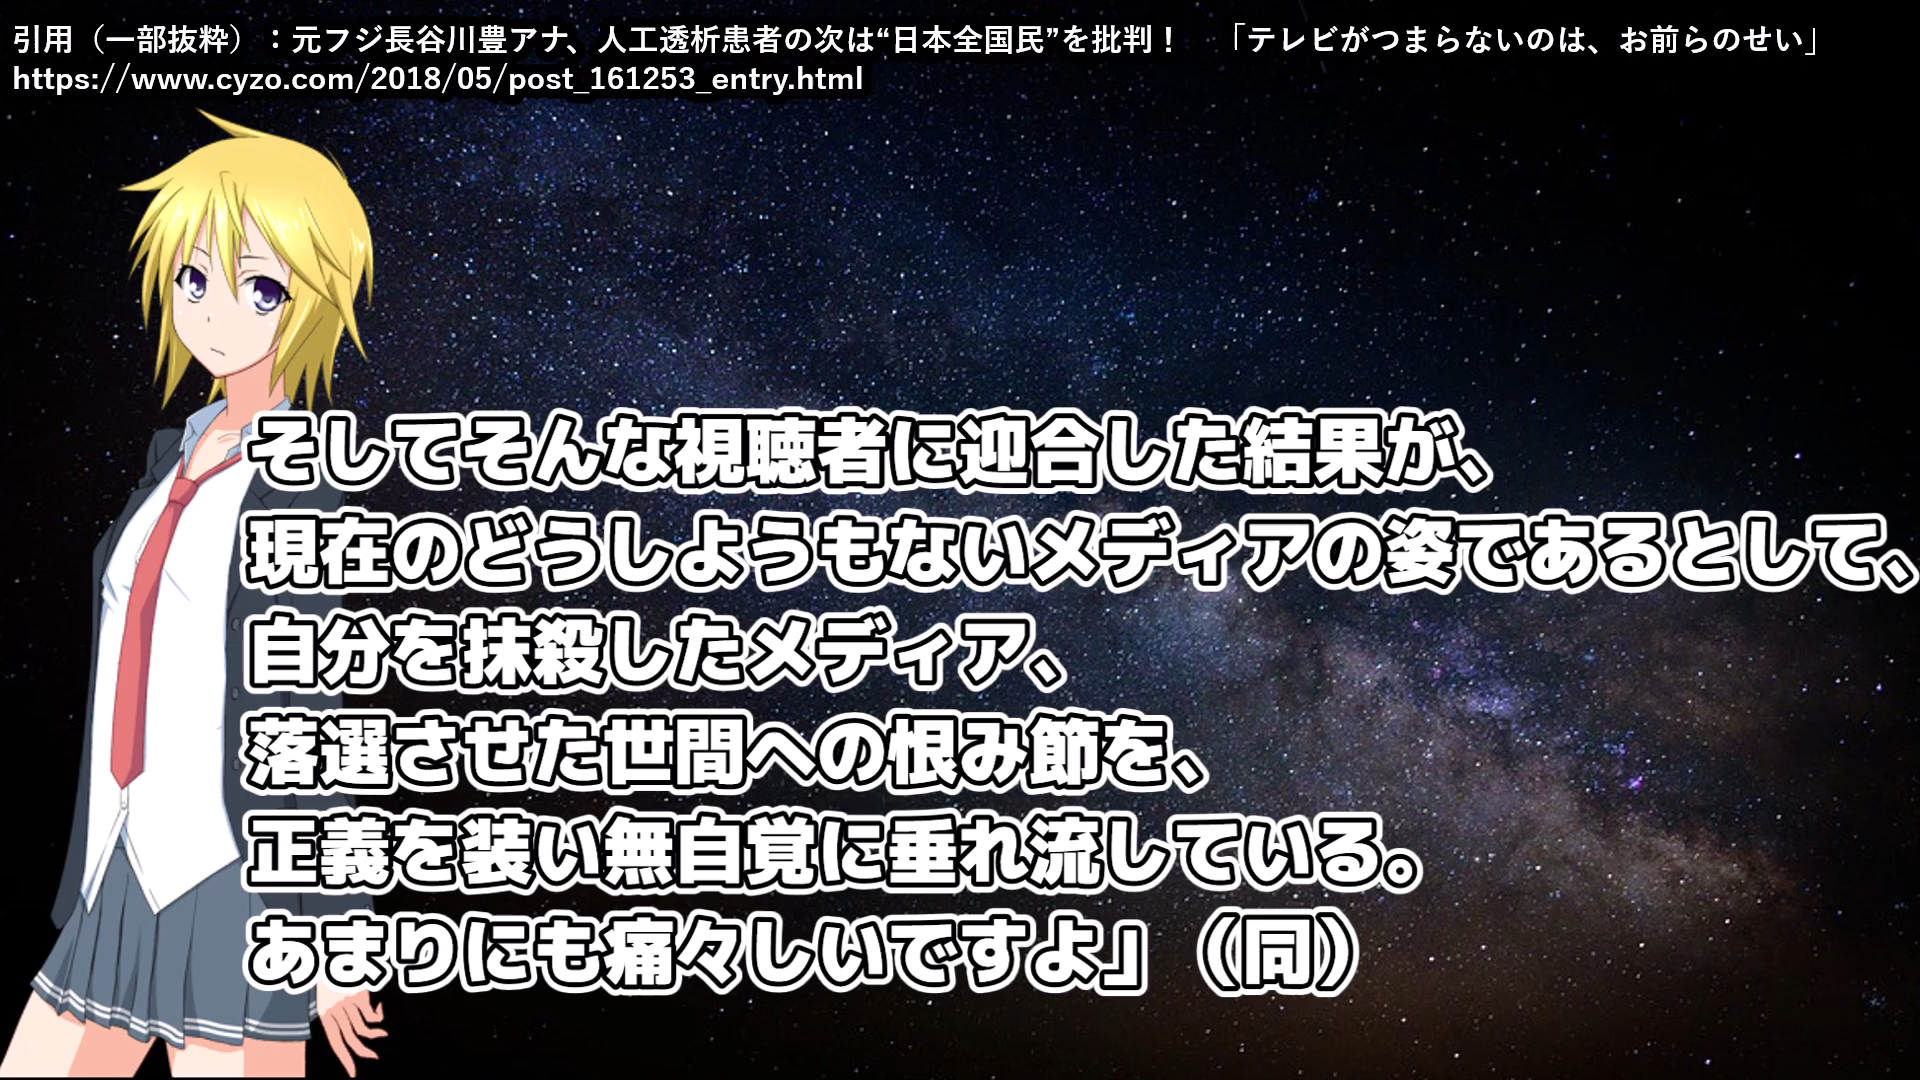 引用（一部抜粋）：元フジ長谷川豊アナ、人工透析患者の次は“日本全国民”を批判！　「テレビがつまらないのは、お前らのせい」
https://www.cyzo.com/2018/05/post_161253_entry.html
そしてそんな視聴者に迎合した結果が、
現在のどうしようもないメディアの姿であるとして、
自分を抹殺したメディア、
落選させた世間への恨み節を、
正義を装い無自覚に垂れ流している。
あまりにも痛々しいですよ」（同）